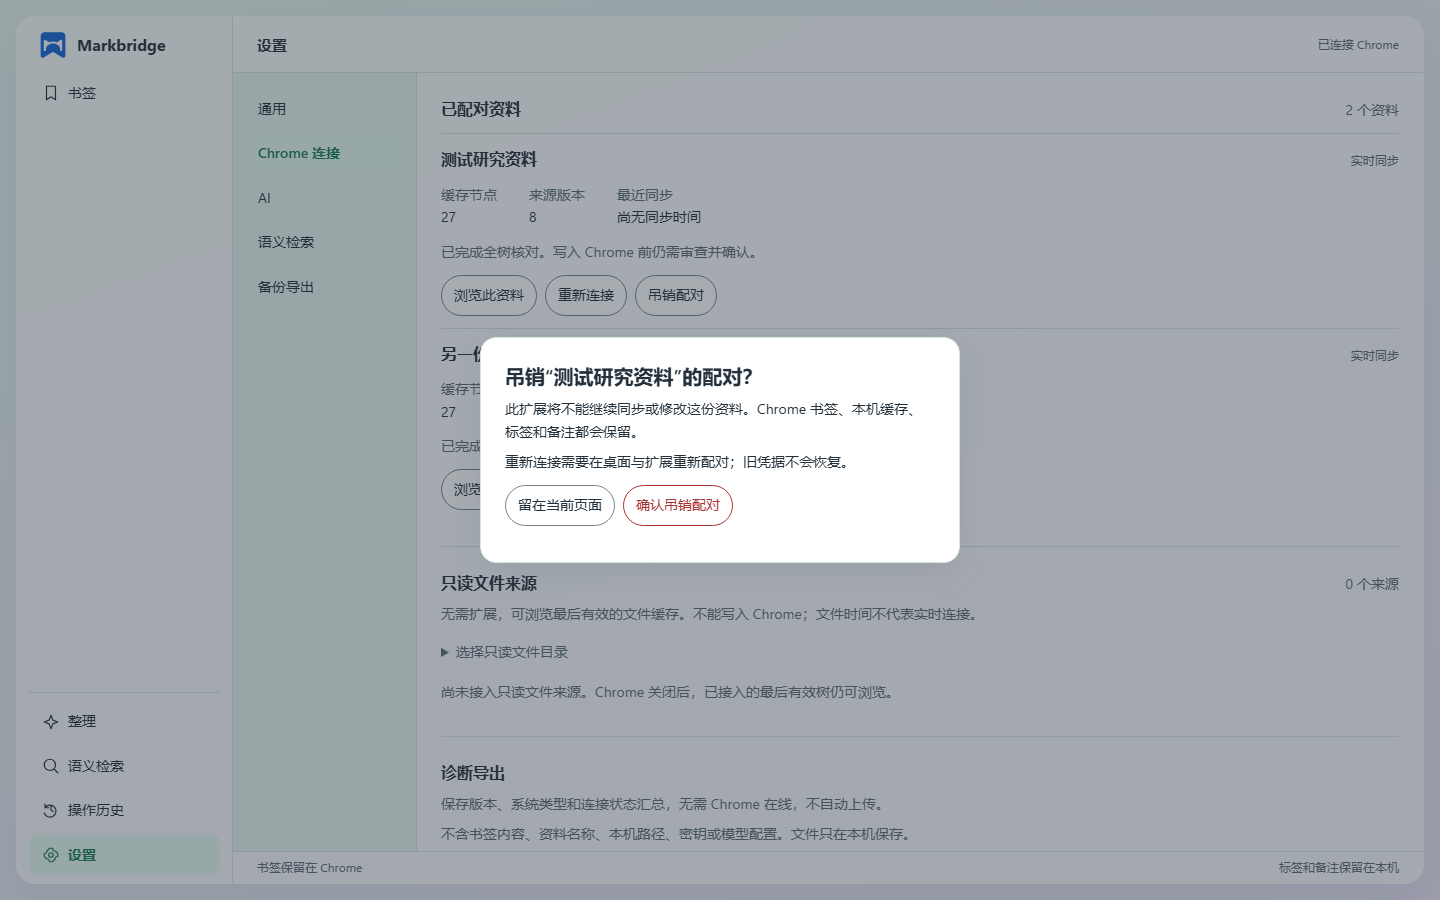 Markbridge
设置
已连接 Chrome
书签
通用
Chrome 连接
AI
语义检索
备份导出
已配对资料
2 个资料
测试研究资料
实时同步
缓存节点
来源版本
最近同步
27
8
尚无同步时间
已完成全树核对。写入 Chrome 前仍需审查并确认。
浏览此资料
重新连接
吊销配对
另一
实时同步
缓存节
27
已完成
浏览
吊销“测试研究资料”的配对？
此扩展将不能继续同步或修改这份资料。Chrome 书签、本机缓存、
标签和备注都会保留。
重新连接需要在桌面与扩展重新配对；旧凭据不会恢复。
留在当前页面
确认吊销配对
只读文件来源
0 个来源
无需扩展，可浏览最后有效的文件缓存。不能写入 Chrome；文件时间不代表实时连接。
选择只读文件目录
尚未接入只读文件来源。Chrome 关闭后，已接入的最后有效树仍可浏览。
诊断导出
保存版本、系统类型和连接状态汇总，无需 Chrome 在线，不自动上传。
不含书签内容、资料名称、本机路径、密钥或模型配置。文件只在本机保存。
整理
语义检索
操作历史
设置
书签保留在 Chrome
标签和备注保留在本机